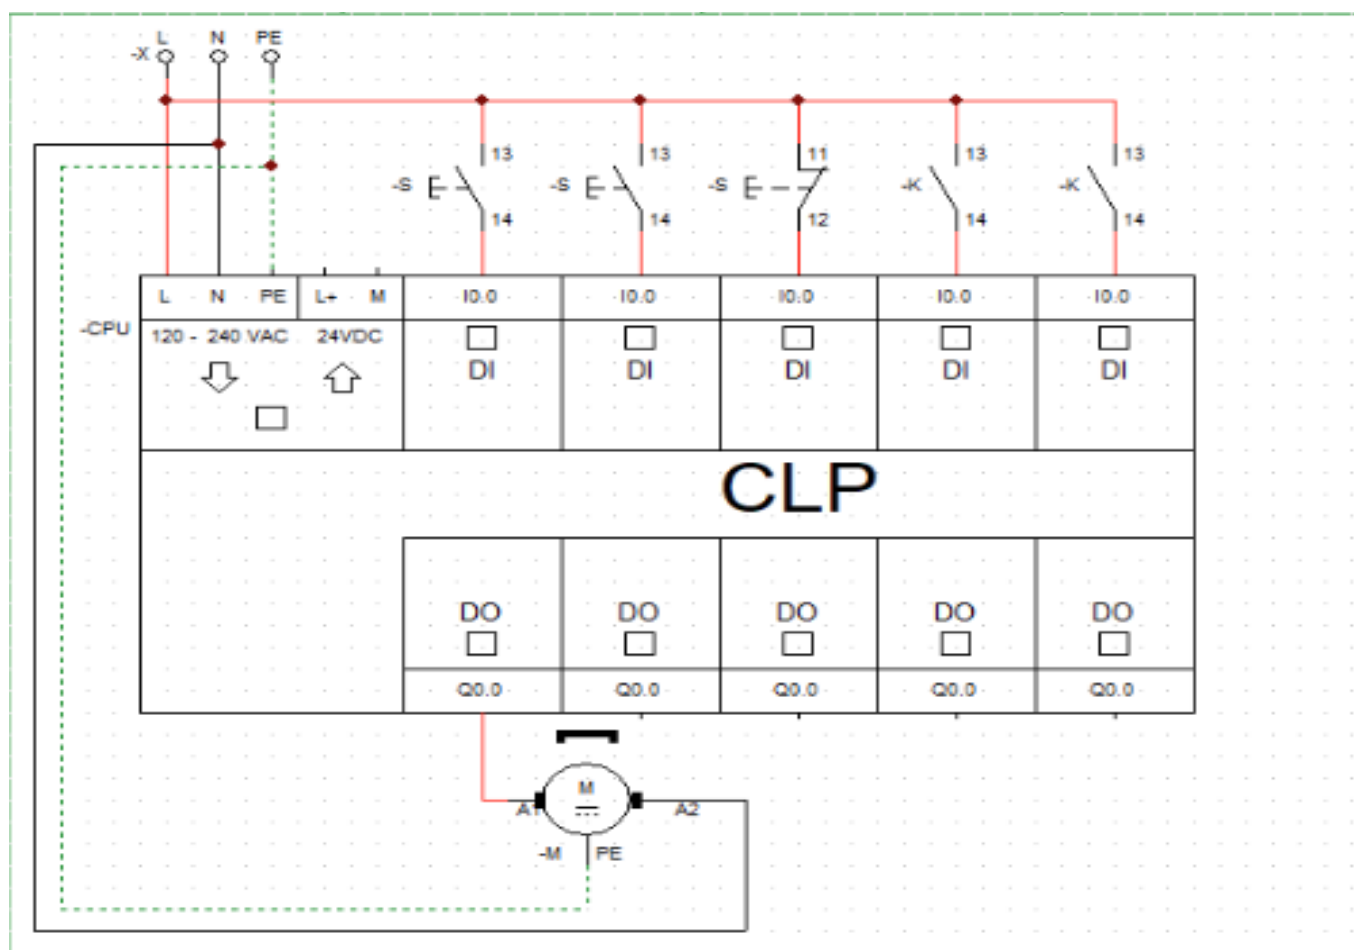 L N PE
-X
13 13 11 13 13
-S -S -S -K -K
14 14 12 14 14
L N PE L+ M I0.0 I0.0 I0.0 I0.0 I0.0
-CPU 120 - 240 VAC 24VDC
DI DI DI DI DI
CLP
DO DO DO DO DO
Q0.0 Q0.0 Q0.0 Q0.0 Q0.0
M
A1 A2
-M PE